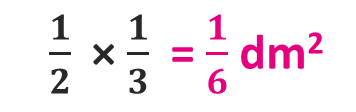 1/2 × 1/3 = 1/6 dm²